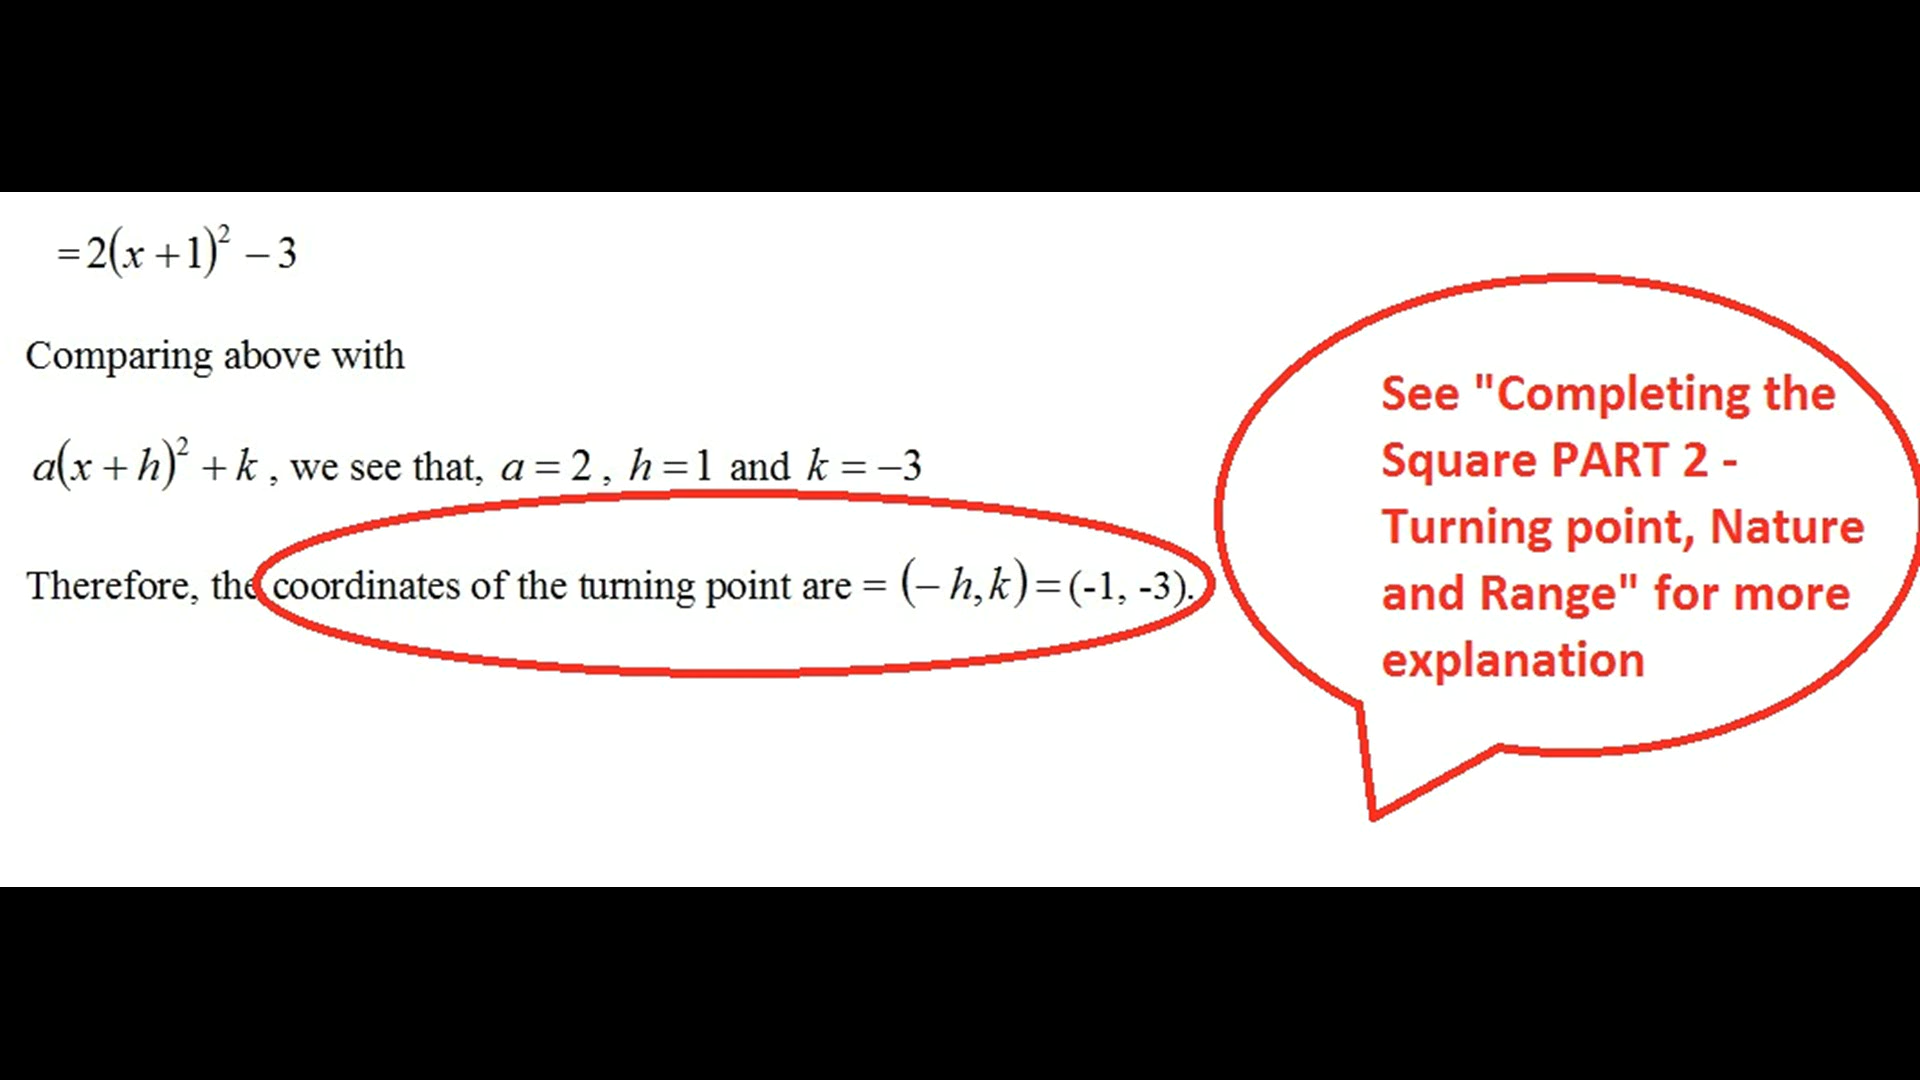 =2(x+1)² – 3
Comparing above with
a(x + h)² + k , we see that, a = 2 , h = 1 and k = –3
Therefore, the coordinates of the turning point are = (– h, k) = (-1, -3).
See "Completing the
Square PART 2 -
Turning point, Nature
and Range" for more
explanation